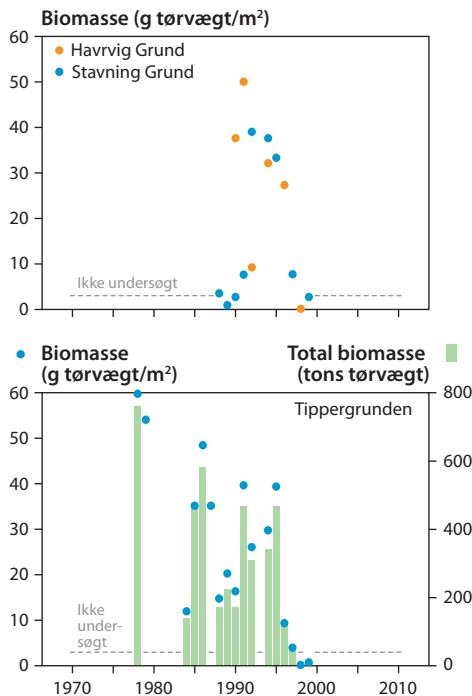 Biomasse (g tørvægt/m²)
60
50
40
30
20
10
0
Havrvig Grund
Stavning Grund
Ikke undersøgt
Biomasse
(g tørvægt/m²)
Total biomasse
(tons tørvægt)
60
50
40
30
20
10
0
Tippergrunden
Ikke
under-
søgt
800
600
400
200
0
1970 1980 1990 2000 2010